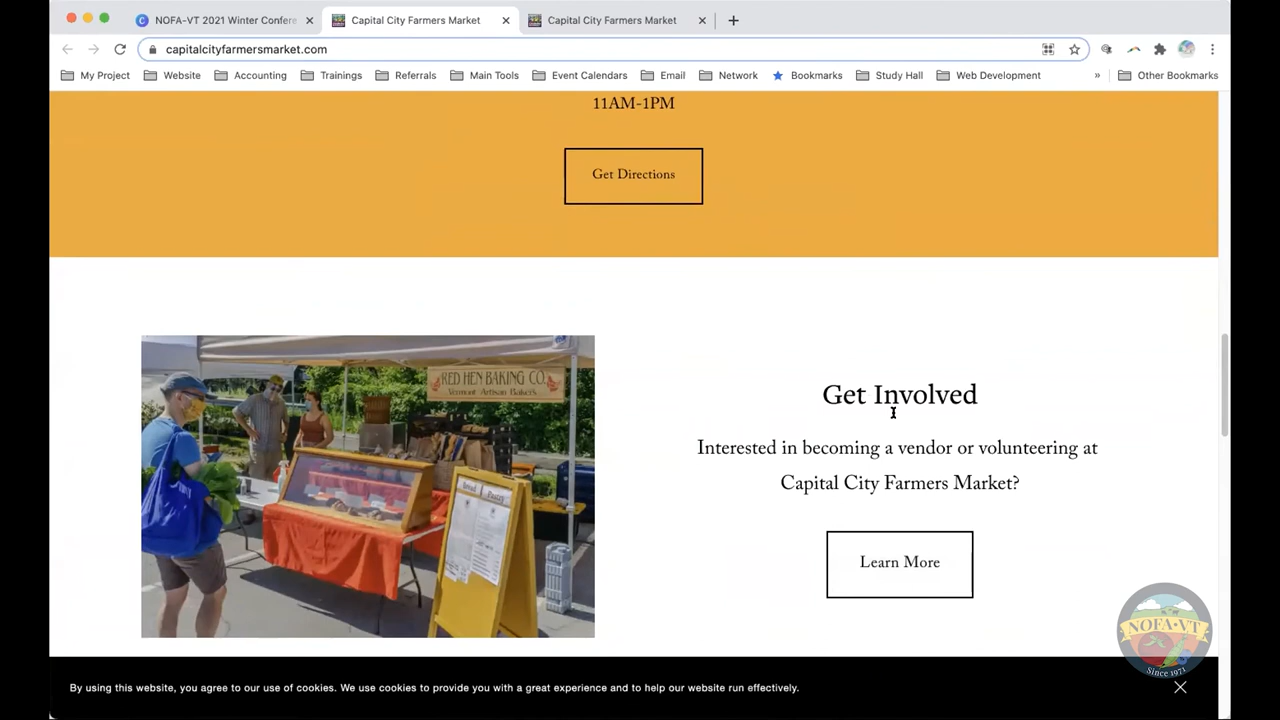 NOFA-VT 2021 Winter Confere
Capital City Farmers Market
Capital City Farmers Market
capitalcityfarmersmarket.com
My Project Website Accounting Trainings Referrals Main Tools Event Calendars Email Network Bookmarks Study Hall Web Development » Other Bookmarks
11AM-1PM
Get Directions
RED HEN BAKING CO.
Vermont Artisan Bakers
Bread Pastry
Get Involved
Interested in becoming a vendor or volunteering at
Capital City Farmers Market?
Learn More
NOFA-VT
Since 1971
By using this website, you agree to our use of cookies. We use cookies to provide you with a great experience and to help our website run effectively.